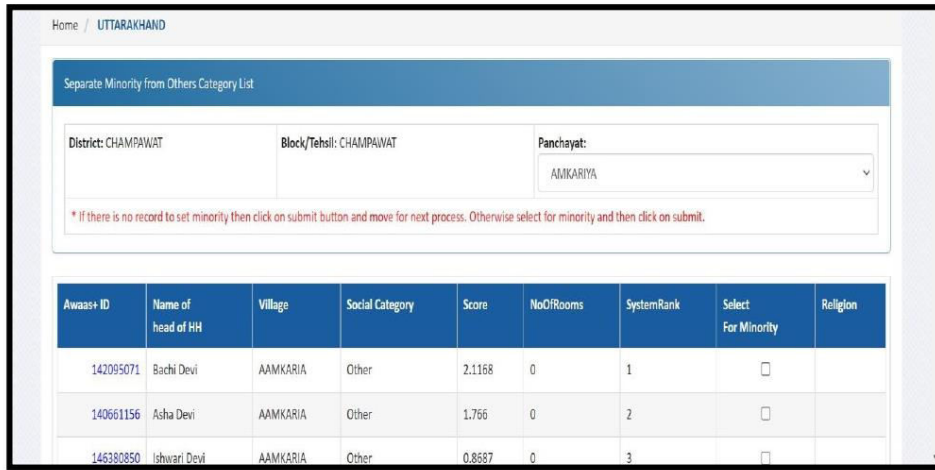 Home / UTTARAKHAND
Separate Minority from Others Category List
District: CHAMPAWAT Block/Tehsil: CHAMPAWAT Panchayat:
AMKARIYA
* If there is no record to set minority then click on submit button and move for next process. Otherwise select for minority and then click on submit.
Awaas+ ID Name of head of HH Village Social Category Score NoOfRooms SystemRank Select For Minority Religion
142095071 Bachi Devi AAMKARIA Other 2.1168 0 1
140661156 Asha Devi AAMKARIA Other 1.766 0 2
146380850 Ishwari Devi AAMKARIA Other 0.8687 0 3